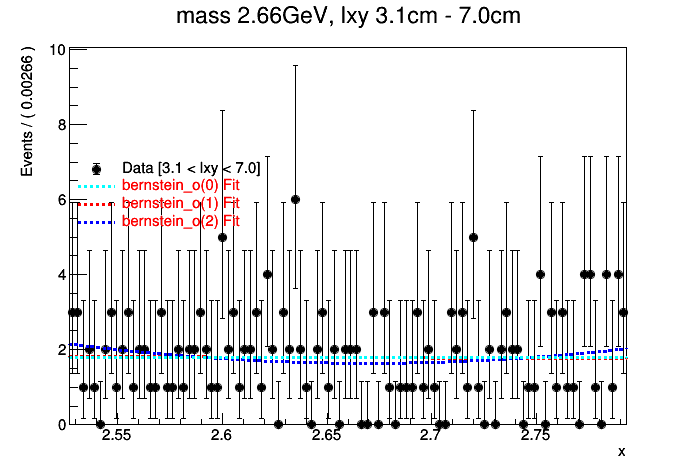 mass 2.66GeV, lxy 3.1cm - 7.0cm
Events / ( 0.00266 )
10
8
6
4
2
0
Data [3.1 < lxy < 7.0]
bernstein_o(0) Fit
bernstein_o(1) Fit
bernstein_o(2) Fit
2.55 2.6 2.65 2.7 2.75
x